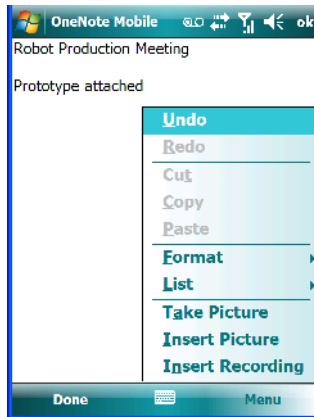 OneNote Mobile ok
Robot Production Meeting
Prototype attached
Undo
Redo
Cut
Copy
Paste
Format
List
Take Picture
Insert Picture
Insert Recording
Done Menu